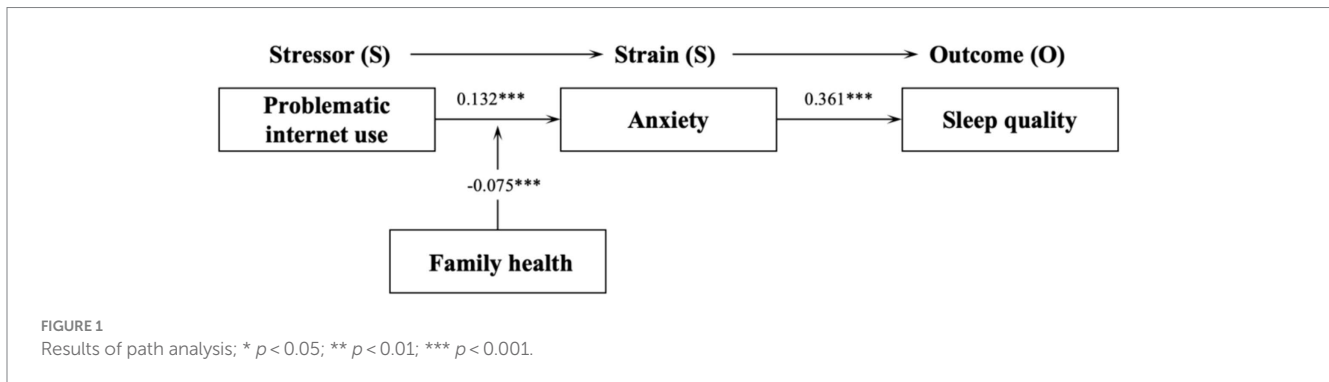 Stressor (S) Strain (S) Outcome (O)
0.132*** 0.361***
Problematic
internet use
Anxiety
Sleep quality
-0.075***
Family health
FIGURE 1
Results of path analysis; * p < 0.05; ** p < 0.01; *** p < 0.001.